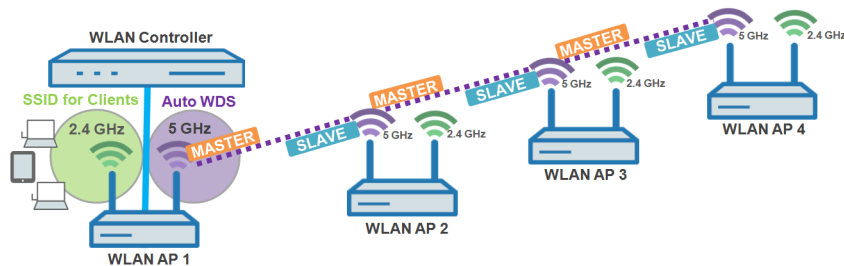 WLAN Controller
SSID for Clients
Auto WDS
2.4 GHz
5 GHz
MASTER
SLAVE
WLAN AP 1
5 GHz
2.4 GHz
MASTER
SLAVE
WLAN AP 2
5 GHz
2.4 GHz
MASTER
SLAVE
WLAN AP 3
5 GHz
2.4 GHz
WLAN AP 4